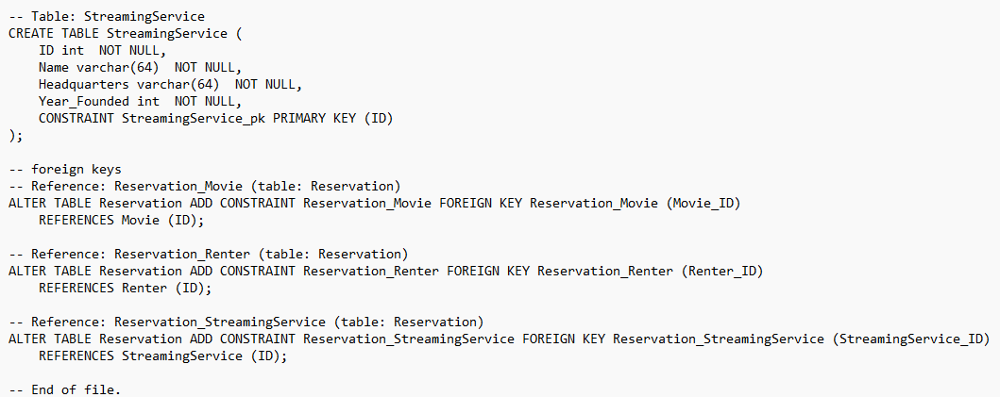 -- Table: StreamingService
CREATE TABLE StreamingService (
    ID int  NOT NULL,
    Name varchar(64)  NOT NULL,
    Headquarters varchar(64)  NOT NULL,
    Year_Founded int  NOT NULL,
    CONSTRAINT StreamingService_pk PRIMARY KEY (ID)
);

-- foreign keys
-- Reference: Reservation_Movie (table: Reservation)
ALTER TABLE Reservation ADD CONSTRAINT Reservation_Movie FOREIGN KEY Reservation_Movie (Movie_ID)
    REFERENCES Movie (ID);

-- Reference: Reservation_Renter (table: Reservation)
ALTER TABLE Reservation ADD CONSTRAINT Reservation_Renter FOREIGN KEY Reservation_Renter (Renter_ID)
    REFERENCES Renter (ID);

-- Reference: Reservation_StreamingService (table: Reservation)
ALTER TABLE Reservation ADD CONSTRAINT Reservation_StreamingService FOREIGN KEY Reservation_StreamingService (StreamingService_ID)
    REFERENCES StreamingService (ID);

-- End of file.